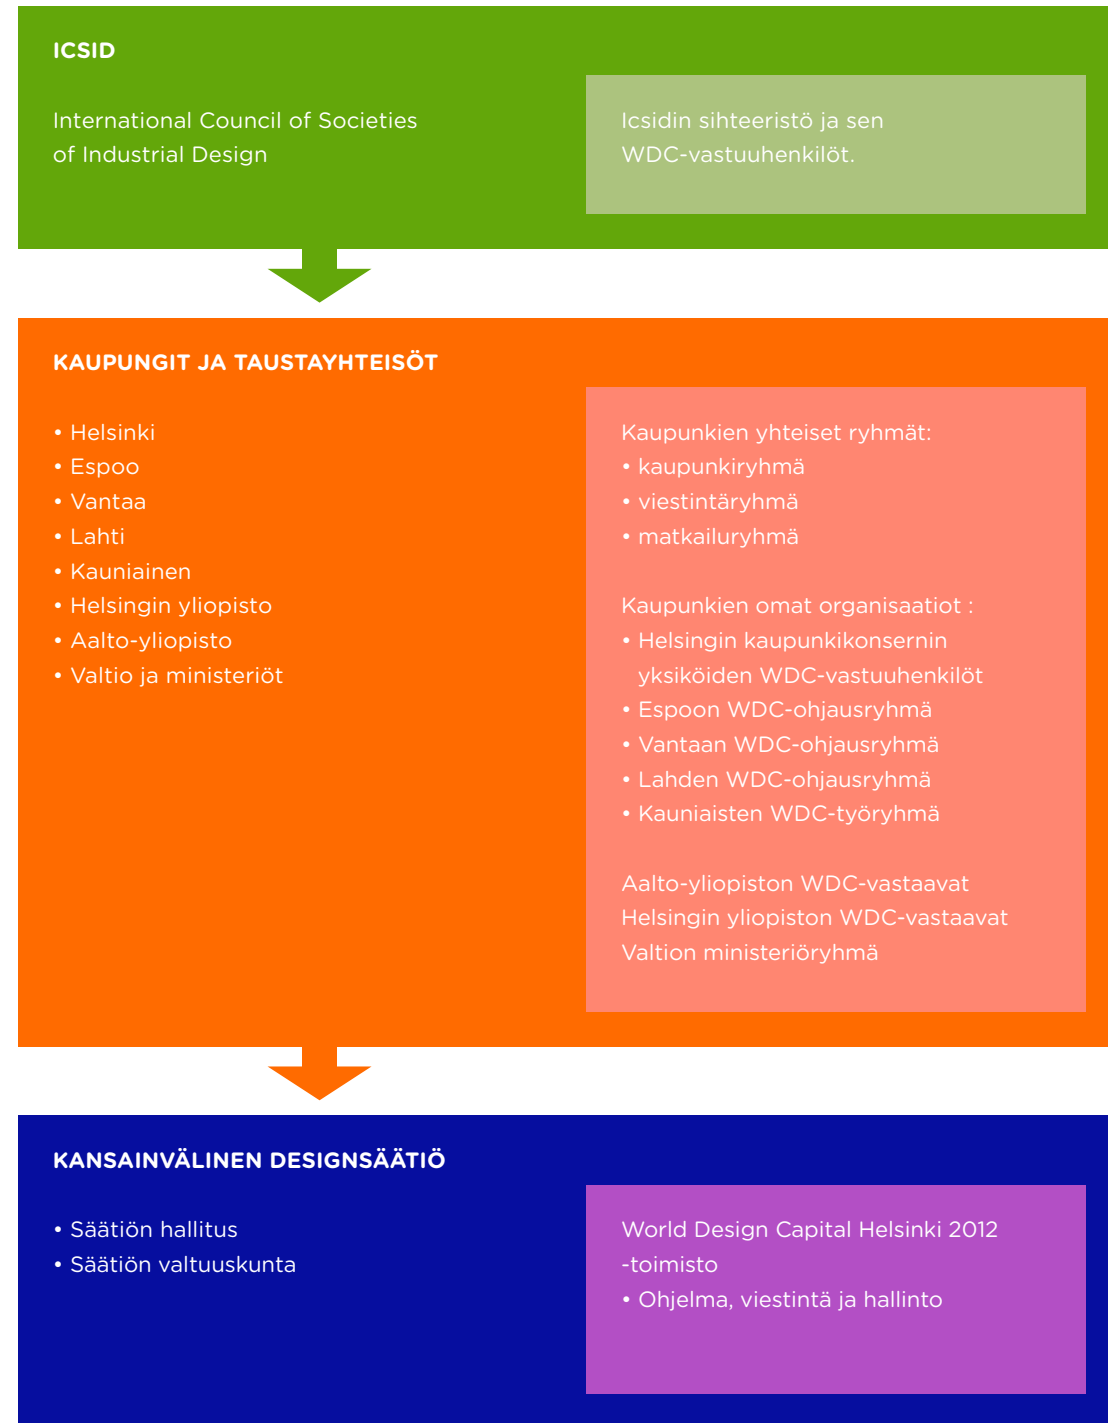 ICSID
International Council of Societies
of Industrial Design
Icsidin sihteeristö ja sen
WDC-vastuuhenkilöt.
KAUPUNGIT JA TAUSTAYHTEISÖT
• Helsinki
• Espoo
• Vantaa
• Lahti
• Kauniainen
• Helsingin yliopisto
• Aalto-yliopisto
• Valtio ja ministeriöt
Kaupunkien yhteiset ryhmät:
• kaupunkiryhmä
• viestintäryhmä
• matkailuryhmä
Kaupunkien omat organisaatiot :
• Helsingin kaupunkikonsernin
yksiköiden WDC-vastuuhenkilöt
• Espoon WDC-ohjausryhmä
• Vantaan WDC-ohjausryhmä
• Lahden WDC-ohjausryhmä
• Kauniaisten WDC-työryhmä
Aalto-yliopiston WDC-vastaavat
Helsingin yliopiston WDC-vastaavat
Valtion ministeriöryhmä
KANSAINVÄLINEN DESIGNSÄÄTIÖ
• Säätiön hallitus
• Säätiön valtuuskunta
World Design Capital Helsinki 2012
-toimisto
• Ohjelma, viestintä ja hallinto